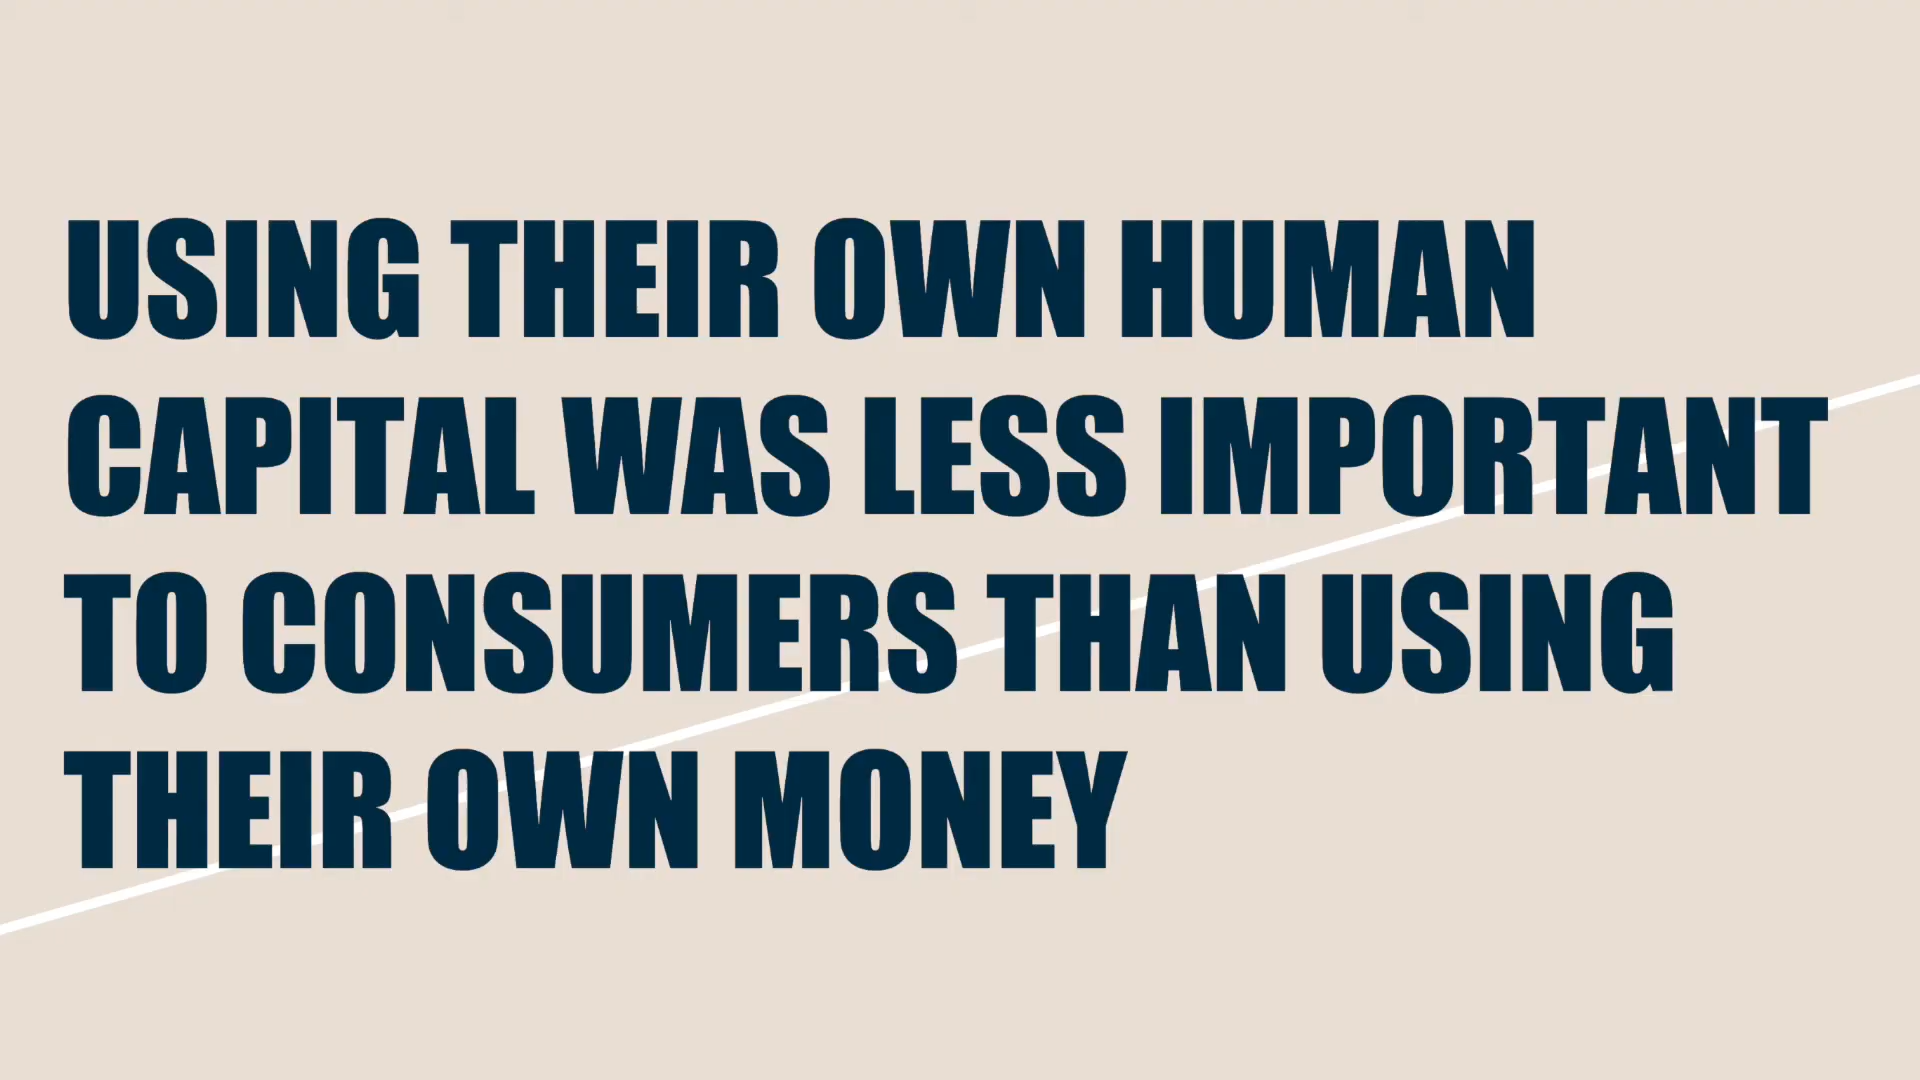 USING THEIR OWN HUMAN
CAPITAL WAS LESS IMPORTANT
TO CONSUMERS THAN USING
THEIR OWN MONEY